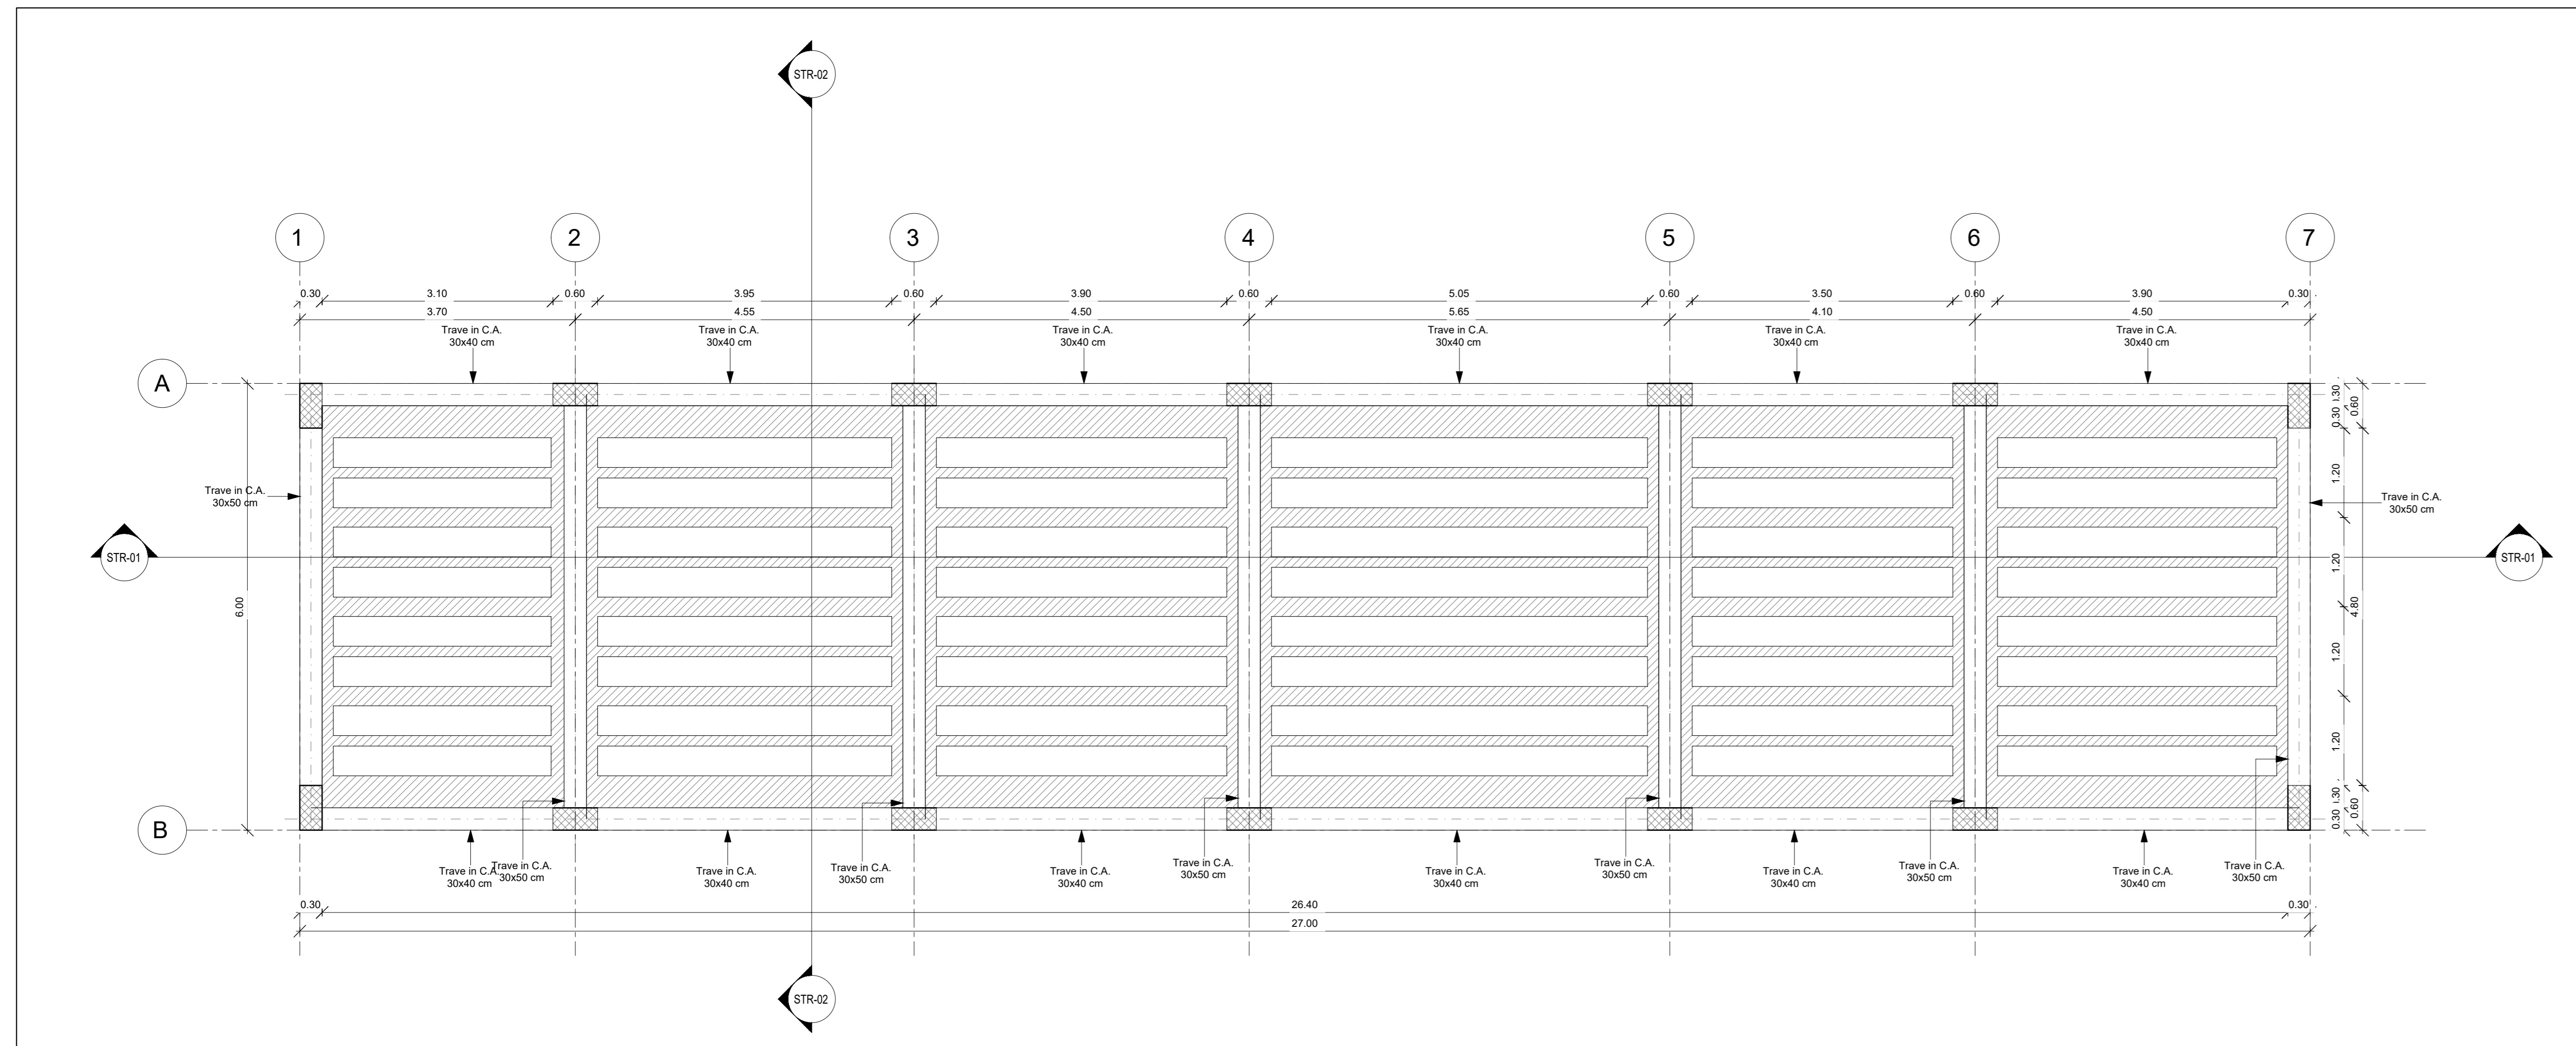 STR-02
1 2 3 4 5 6 7
0.30 3.10 0.60 3.95 0.60 3.90 0.60 5.05 0.60 3.50 0.60 3.90 0.30
3.70 4.55 4.50 5.65 4.10 4.50
Trave in C.A.
30x40 cm
Trave in C.A.
30x40 cm
Trave in C.A.
30x40 cm
Trave in C.A.
30x40 cm
Trave in C.A.
30x40 cm
Trave in C.A.
30x40 cm
A
0.30
0.30
0.60
1.20
Trave in C.A.
30x50 cm
Trave in C.A.
30x50 cm
STR-01
STR-01
1.20
6.00
4.80
1.20
1.20
0.30
0.30
0.60
B
Trave in C.A.
30x40 cm
Trave in C.A.
30x50 cm
Trave in C.A.
30x40 cm
Trave in C.A.
30x50 cm
Trave in C.A.
30x40 cm
Trave in C.A.
30x50 cm
Trave in C.A.
30x40 cm
Trave in C.A.
30x50 cm
Trave in C.A.
30x40 cm
Trave in C.A.
30x50 cm
Trave in C.A.
30x40 cm
Trave in C.A.
30x50 cm
0.30 26.40 0.30
27.00
STR-02